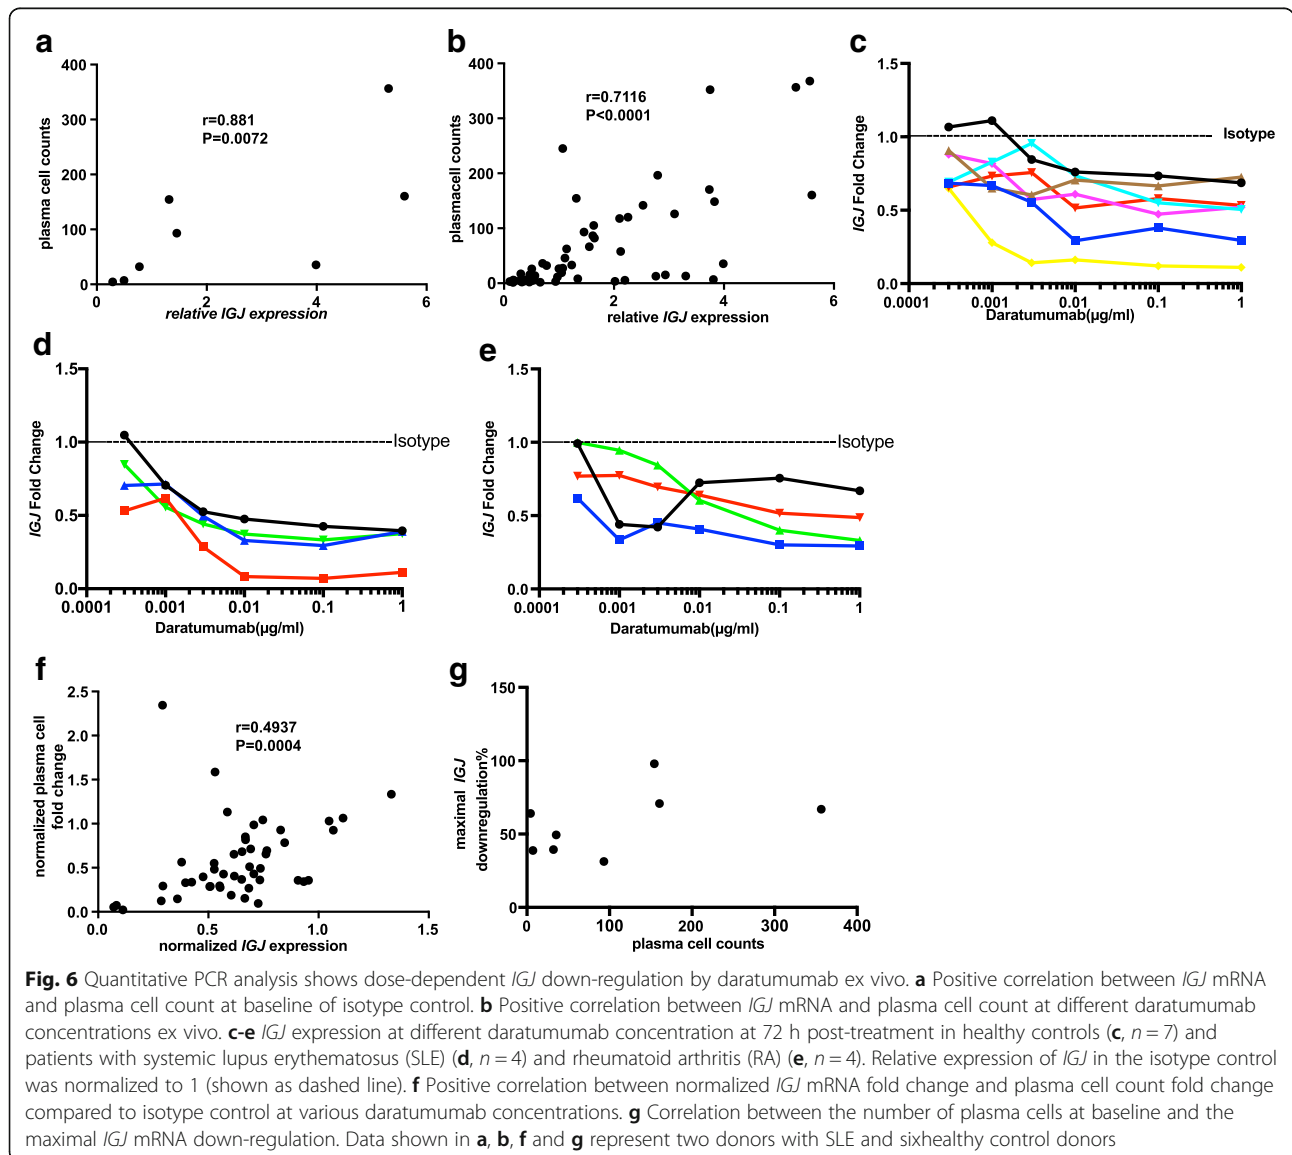 a
400
300
200
100
0
plasma cell counts
r=0.881
P=0.0072
0 2 4 6
relative IGJ expression
b
400
300
200
100
0
plasmacell counts
r=0.7116
P<0.0001
0 2 4 6
relative IGJ expression
c
1.5
1.0
0.5
0.0
IGJ Fold Change
Isotype
0.0001 0.001 0.01 0.1 1
Daratumumab(µg/ml)
d
1.5
1.0
0.5
0.0
IGJ Fold Change
Isotype
0.0001 0.001 0.01 0.1 1
Daratumumab(µg/ml)
e
1.5
1.0
0.5
0.0
IGJ Fold Change
Isotype
0.0001 0.001 0.01 0.1 1
Daratumumab(µg/ml)
f
2.5
2.0
1.5
1.0
0.5
0.0
normalized plasma cell
fold change
r=0.4937
P=0.0004
0.0 0.5 1.0 1.5
normalized IGJ expression
g
150
100
50
0
maximal IGJ
downregulation%
0 100 200 300 400
plasma cell counts
Fig. 6 Quantitative PCR analysis shows dose-dependent IGJ down-regulation by daratumumab ex vivo. a Positive correlation between IGJ mRNA
and plasma cell count at baseline of isotype control. b Positive correlation between IGJ mRNA and plasma cell count at different daratumumab
concentrations ex vivo. c-e IGJ expression at different daratumumab concentration at 72 h post-treatment in healthy controls (c, n = 7) and
patients with systemic lupus erythematosus (SLE) (d, n = 4) and rheumatoid arthritis (RA) (e, n = 4). Relative expression of IGJ in the isotype control
was normalized to 1 (shown as dashed line). f Positive correlation between normalized IGJ mRNA fold change and plasma cell count fold change
compared to isotype control at various daratumumab concentrations. g Correlation between the number of plasma cells at baseline and the
maximal IGJ mRNA down-regulation. Data shown in a, b, f and g represent two donors with SLE and sixhealthy control donors